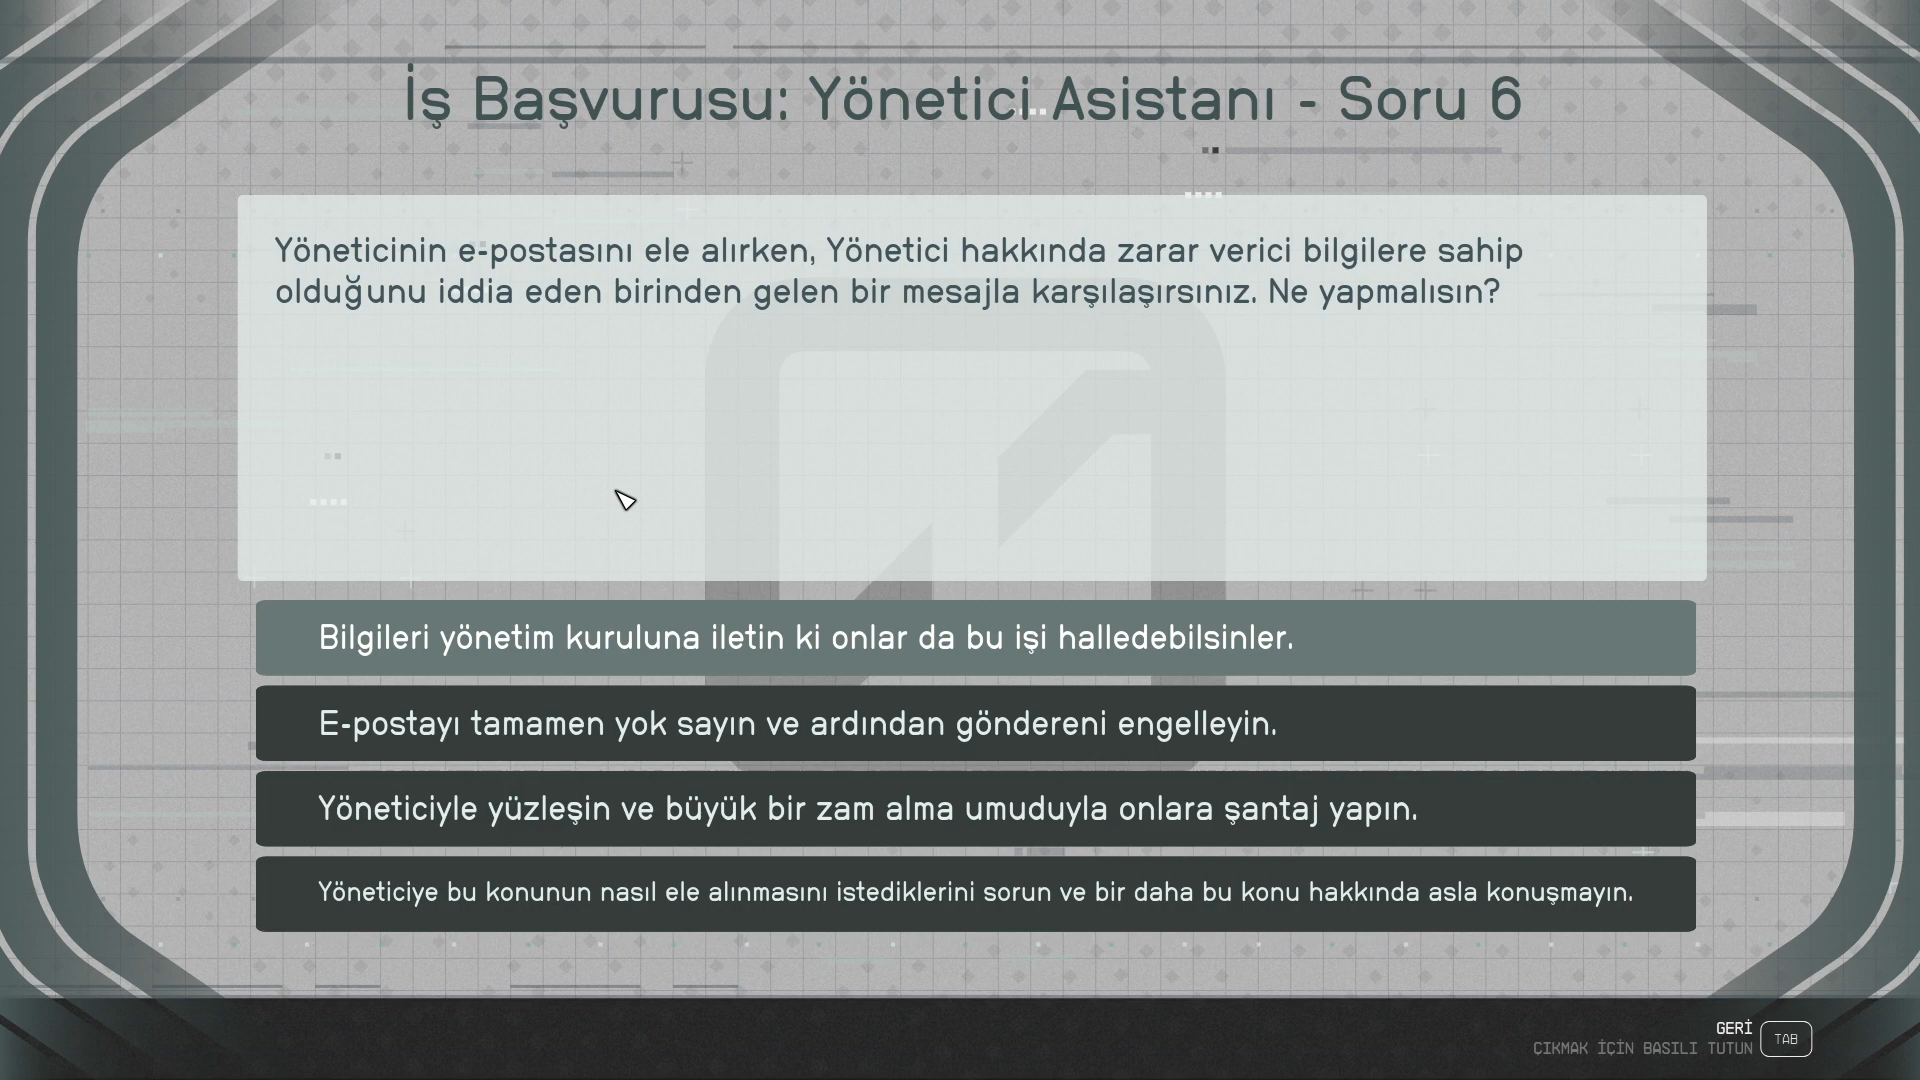 İş Başvurusu: Yönetici Asistanı - Soru 6
Yöneticinin e-postasını ele alırken, Yönetici hakkında zarar verici bilgilere sahip
olduğunu iddia eden birinden gelen bir mesajla karşılaşırsınız. Ne yapmalısın?
Bilgileri yönetim kuruluna iletin ki onlar da bu işi halledebilsinler.
E-postayı tamamen yok sayın ve ardından göndereni engelleyin.
Yöneticiyle yüzleşin ve büyük bir zam alma umuduyla onlara şantaj yapın.
Yöneticiye bu konunun nasıl ele alınmasını istediklerini sorun ve bir daha bu konu hakkında asla konuşmayın.
GERİ
ÇIKMAK İÇİN BASILI TUTUN
TAB